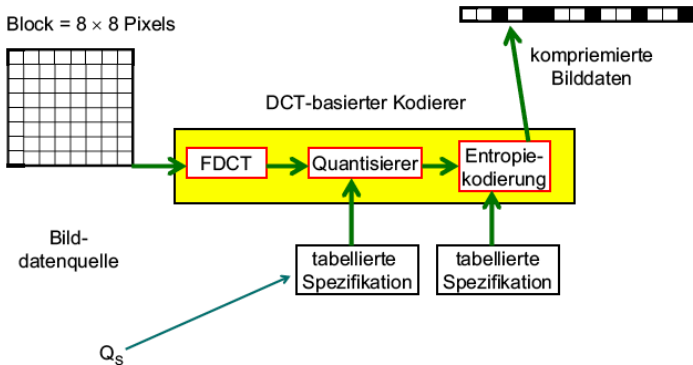 Block = 8 × 8 Pixels
kompriemierte
Bilddaten
DCT-basierter Kodierer
FDCT
Quantisierer
Entropie-
kodierung
Bild-
datenquelle
tabellierte
Spezifikation
tabellierte
Spezifikation
Qs